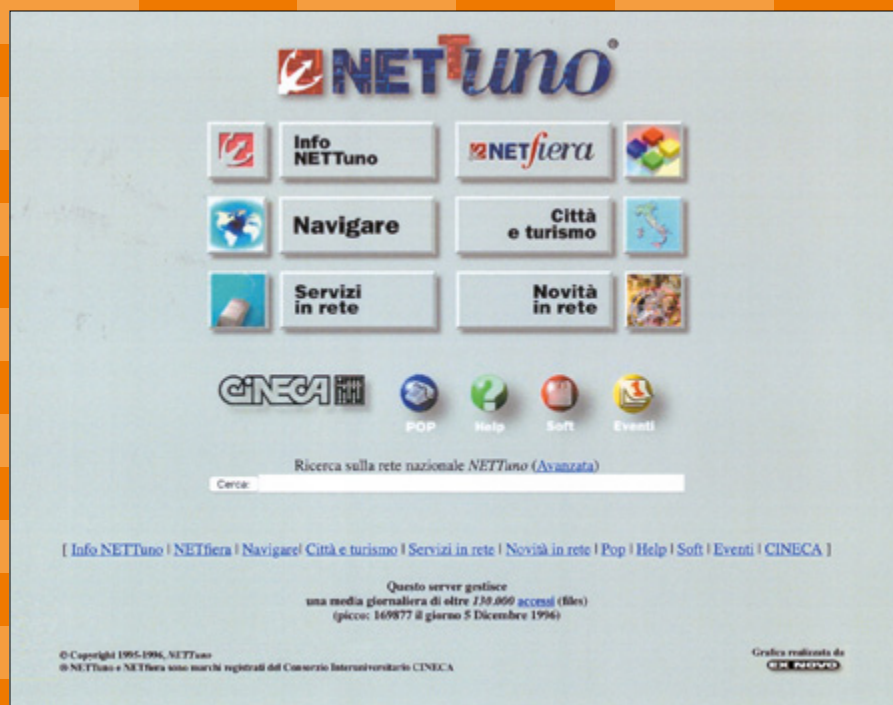 NETTuno®
Info NETTuno
NETfiera
Navigare
Città e turismo
Servizi in rete
Novità in rete
CINECA
POP Help Soft Eventi
Ricerca sulla rete nazionale NETTuno (Avanzata)
Cerca:
[ Info NETTuno | NETfiera | Navigare| Città e turismo | Servizi in rete | Novità in rete | Pop | Help | Soft | Eventi | CINECA ]
Questo server gestisce
una media giornaliera di oltre 130.000 accessi (files)
(picco: 169877 il giorno 5 Dicembre 1996)
© Copyright 1995-1996, NETTuno
® NETTuno e NETfiera sono marchi registrati del Consorzio Interuniversitario CINECA
Grafica realizzata da
EX NOVO